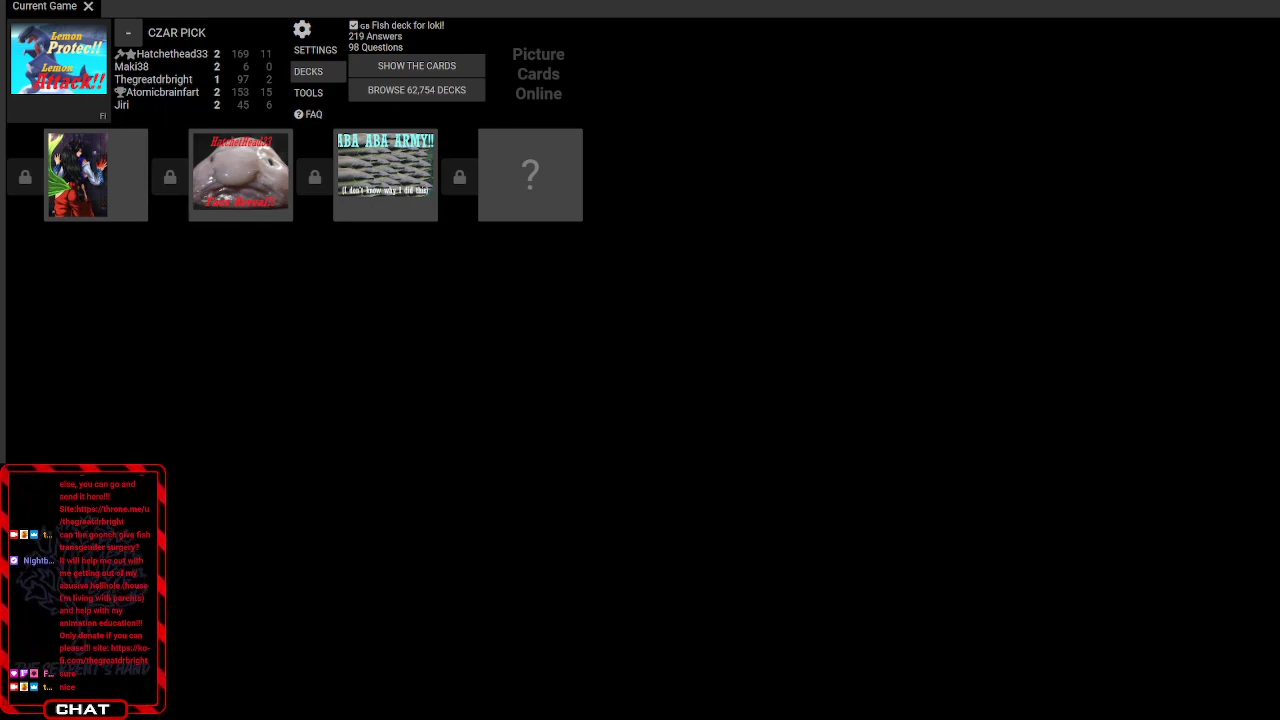 Current Game
Lemon
Protec!!
Lemon
Attack!!
FI
-
CZAR PICK
Hatchethead33 2 169 11
Maki38 2 6 0
Thegreatdrbright 1 97 2
Atomicbrainfart 2 153 15
Jiri 2 45 6
SETTINGS
DECKS
TOOLS
? FAQ
GB Fish deck for loki!
219 Answers
98 Questions
SHOW THE CARDS
BROWSE 62,754 DECKS
Picture
Cards
Online
HatchetHead33
Face Reveal!!
ABA ABA ARMY!!
(I don't know why I did this)
?
else, you can go and
send it here!!!
Site:https://throne.me/u
/thegreatdrbright
t... can the goonch give fish
transgender surgery?
Nightb... It will help me out with
me getting out of my
abusive hellhole (house
I'm living with parents)
and help with my
animation education!!!
Only donate if you can
please!!! site: https://ko-
fi.com/thegreatdrbright
F... sure
t... nice
THE SERPENT'S HAND
CHAT